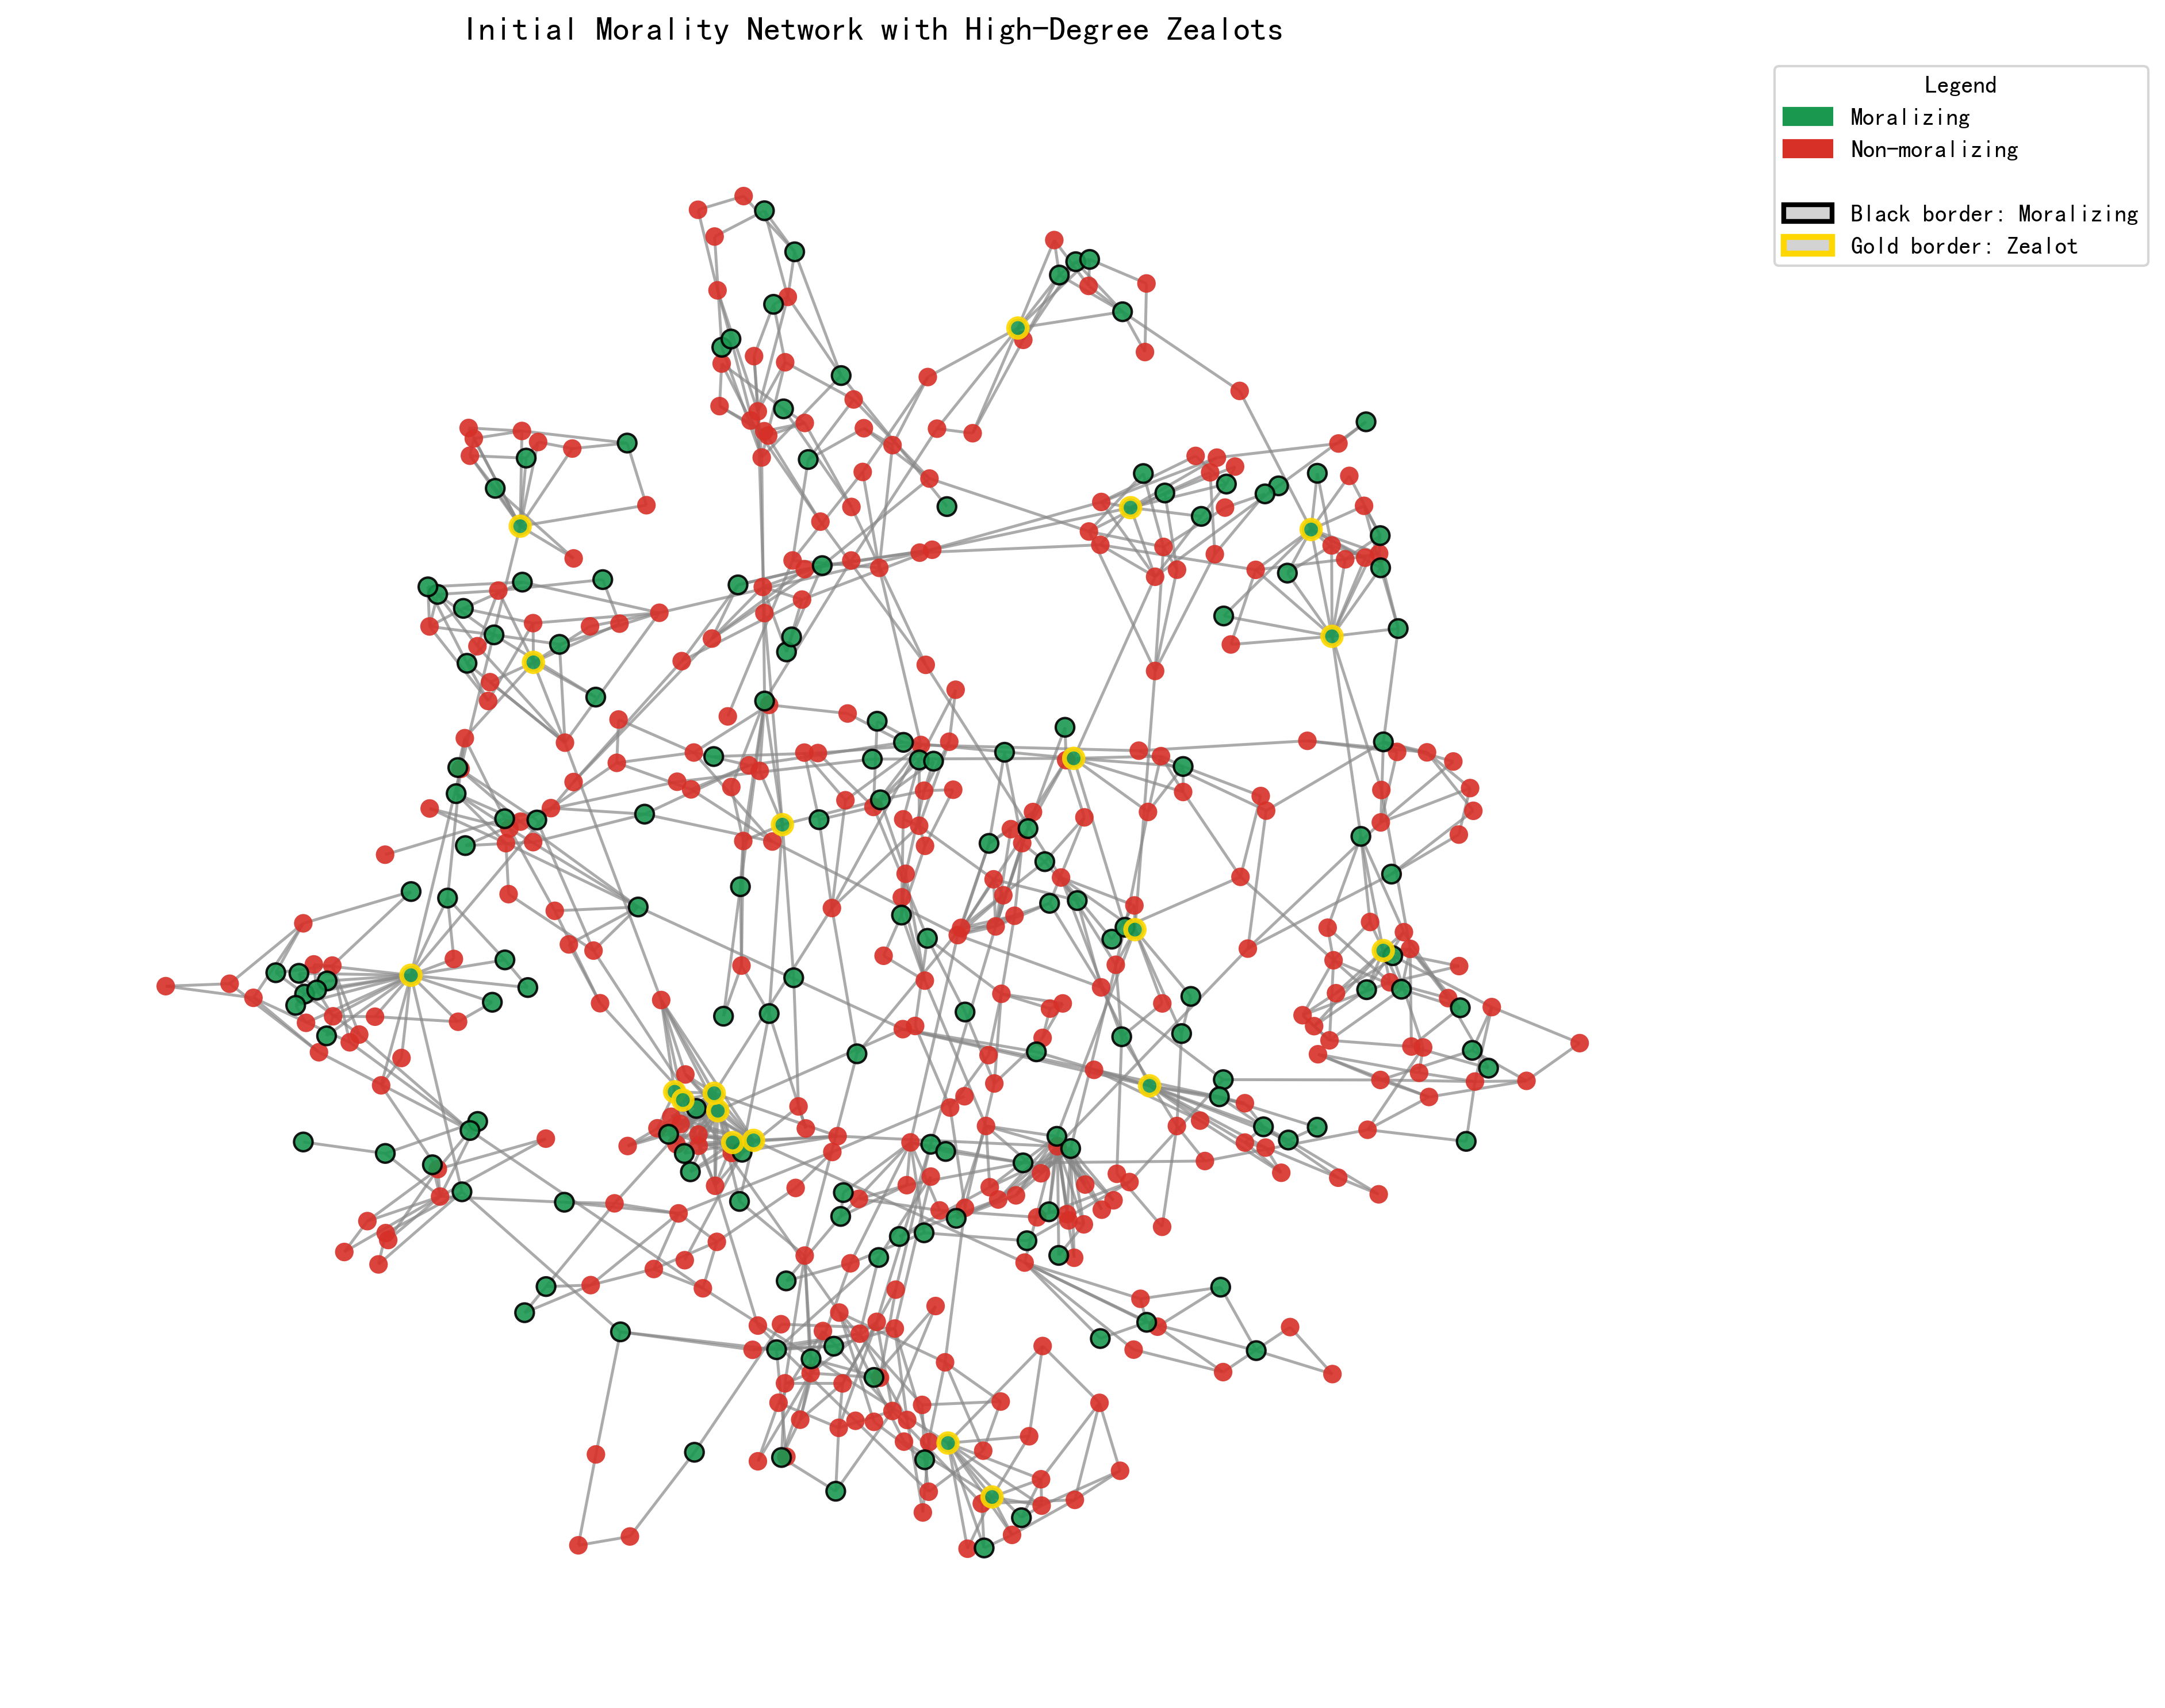 Initial Morality Network with High-Degree Zealots
Legend
Moralizing
Non-moralizing
Black border: Moralizing
Gold border: Zealot